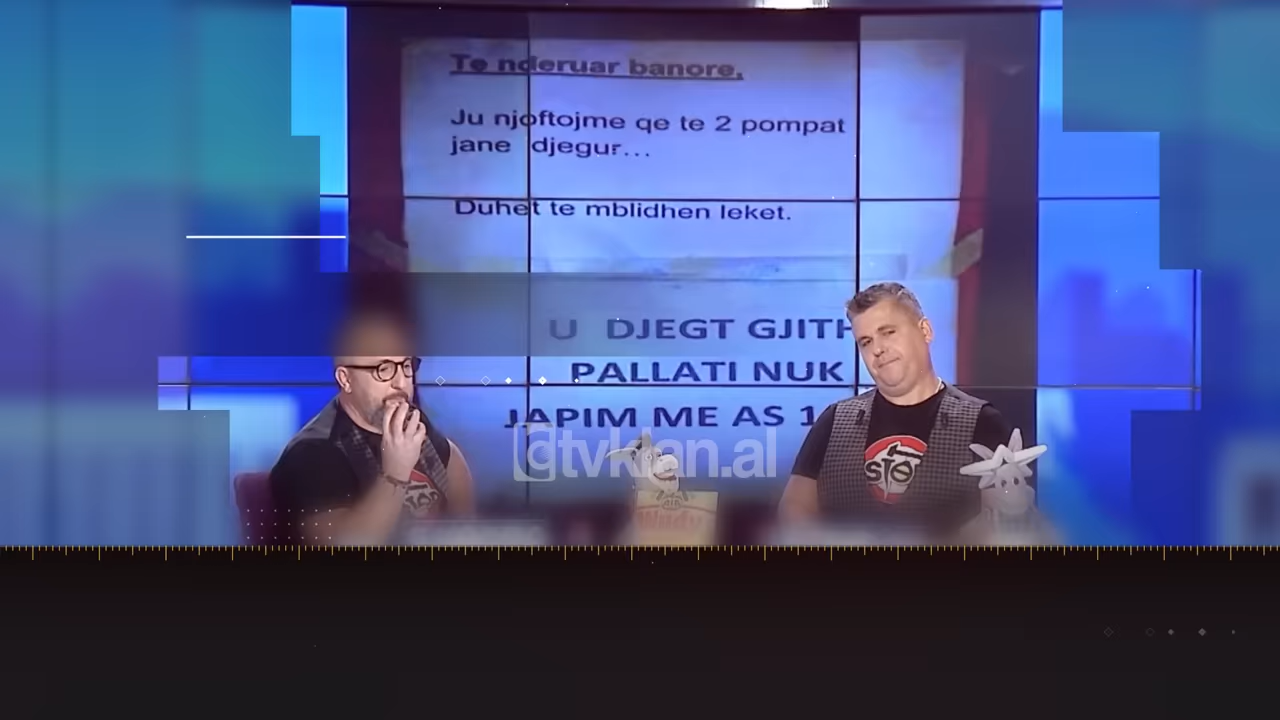 Te nderuar banore,
Ju njoftojme qe te 2 pompat
jane djegur...
Duhet te mblidhen leket.
U DJEGT GJITH
PALLATI NUK
JAPIM ME AS 1
tvklan.al